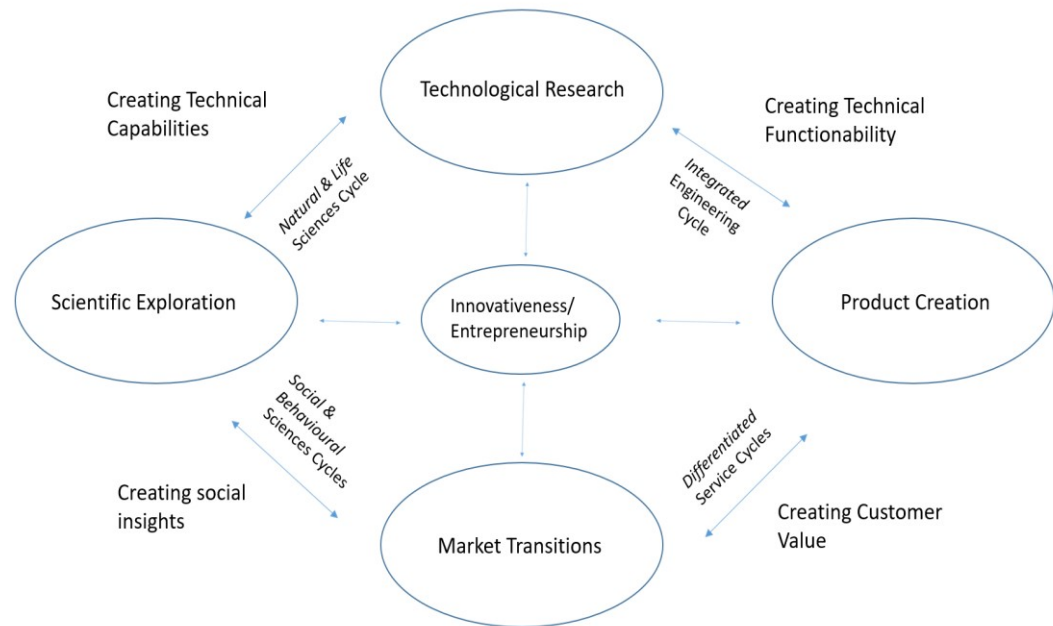 Technological Research
Creating Technical
Capabilities
Creating Technical
Functionability
Natural & Life
Sciences Cycle
Integrated
Engineering
Cycle
Scientific Exploration
Innovativeness/
Entrepreneurship
Product Creation
Social &
Behavioural
Sciences Cycles
Differentiated
Service Cycles
Creating social
insights
Market Transitions
Creating Customer
Value